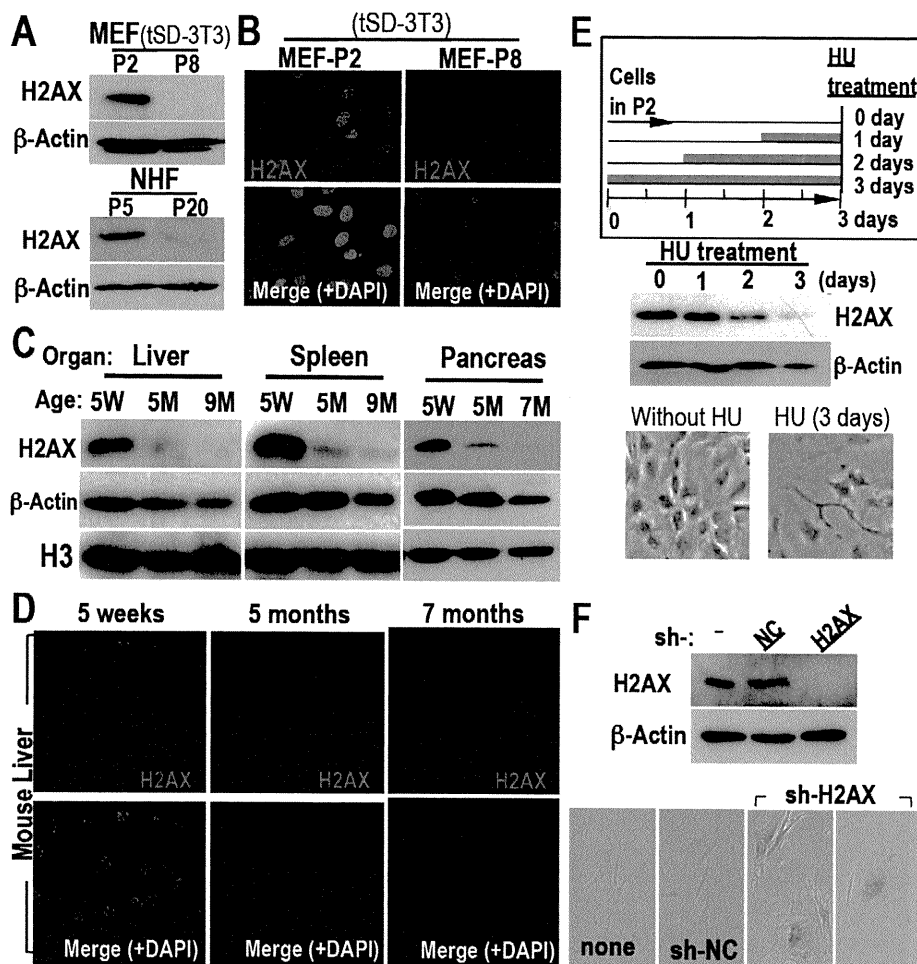 A
MEF(tSD-3T3)
P2 P8
H2AX
β-Actin
NHF
P5 P20
H2AX
β-Actin
B
(tSD-3T3)
MEF-P2 MEF-P8
H2AX H2AX
Merge (+DAPI) Merge (+DAPI)
C
Organ: Liver Spleen Pancreas
Age: 5W 5M 9M 5W 5M 9M 5W 5M 7M
H2AX
β-Actin
H3
D
5 weeks 5 months 7 months
Mouse Liver
H2AX H2AX H2AX
Merge (+DAPI) Merge (+DAPI) Merge (+DAPI)
E
HU
treatment
Cells
in P2
0 day
1 day
2 days
3 days
0 1 2 3 days
HU treatment
0 1 2 3 (days)
H2AX
β-Actin
Without HU HU (3 days)
F
sh-: - NC H2AX
H2AX
β-Actin
sh-H2AX
none sh-NC